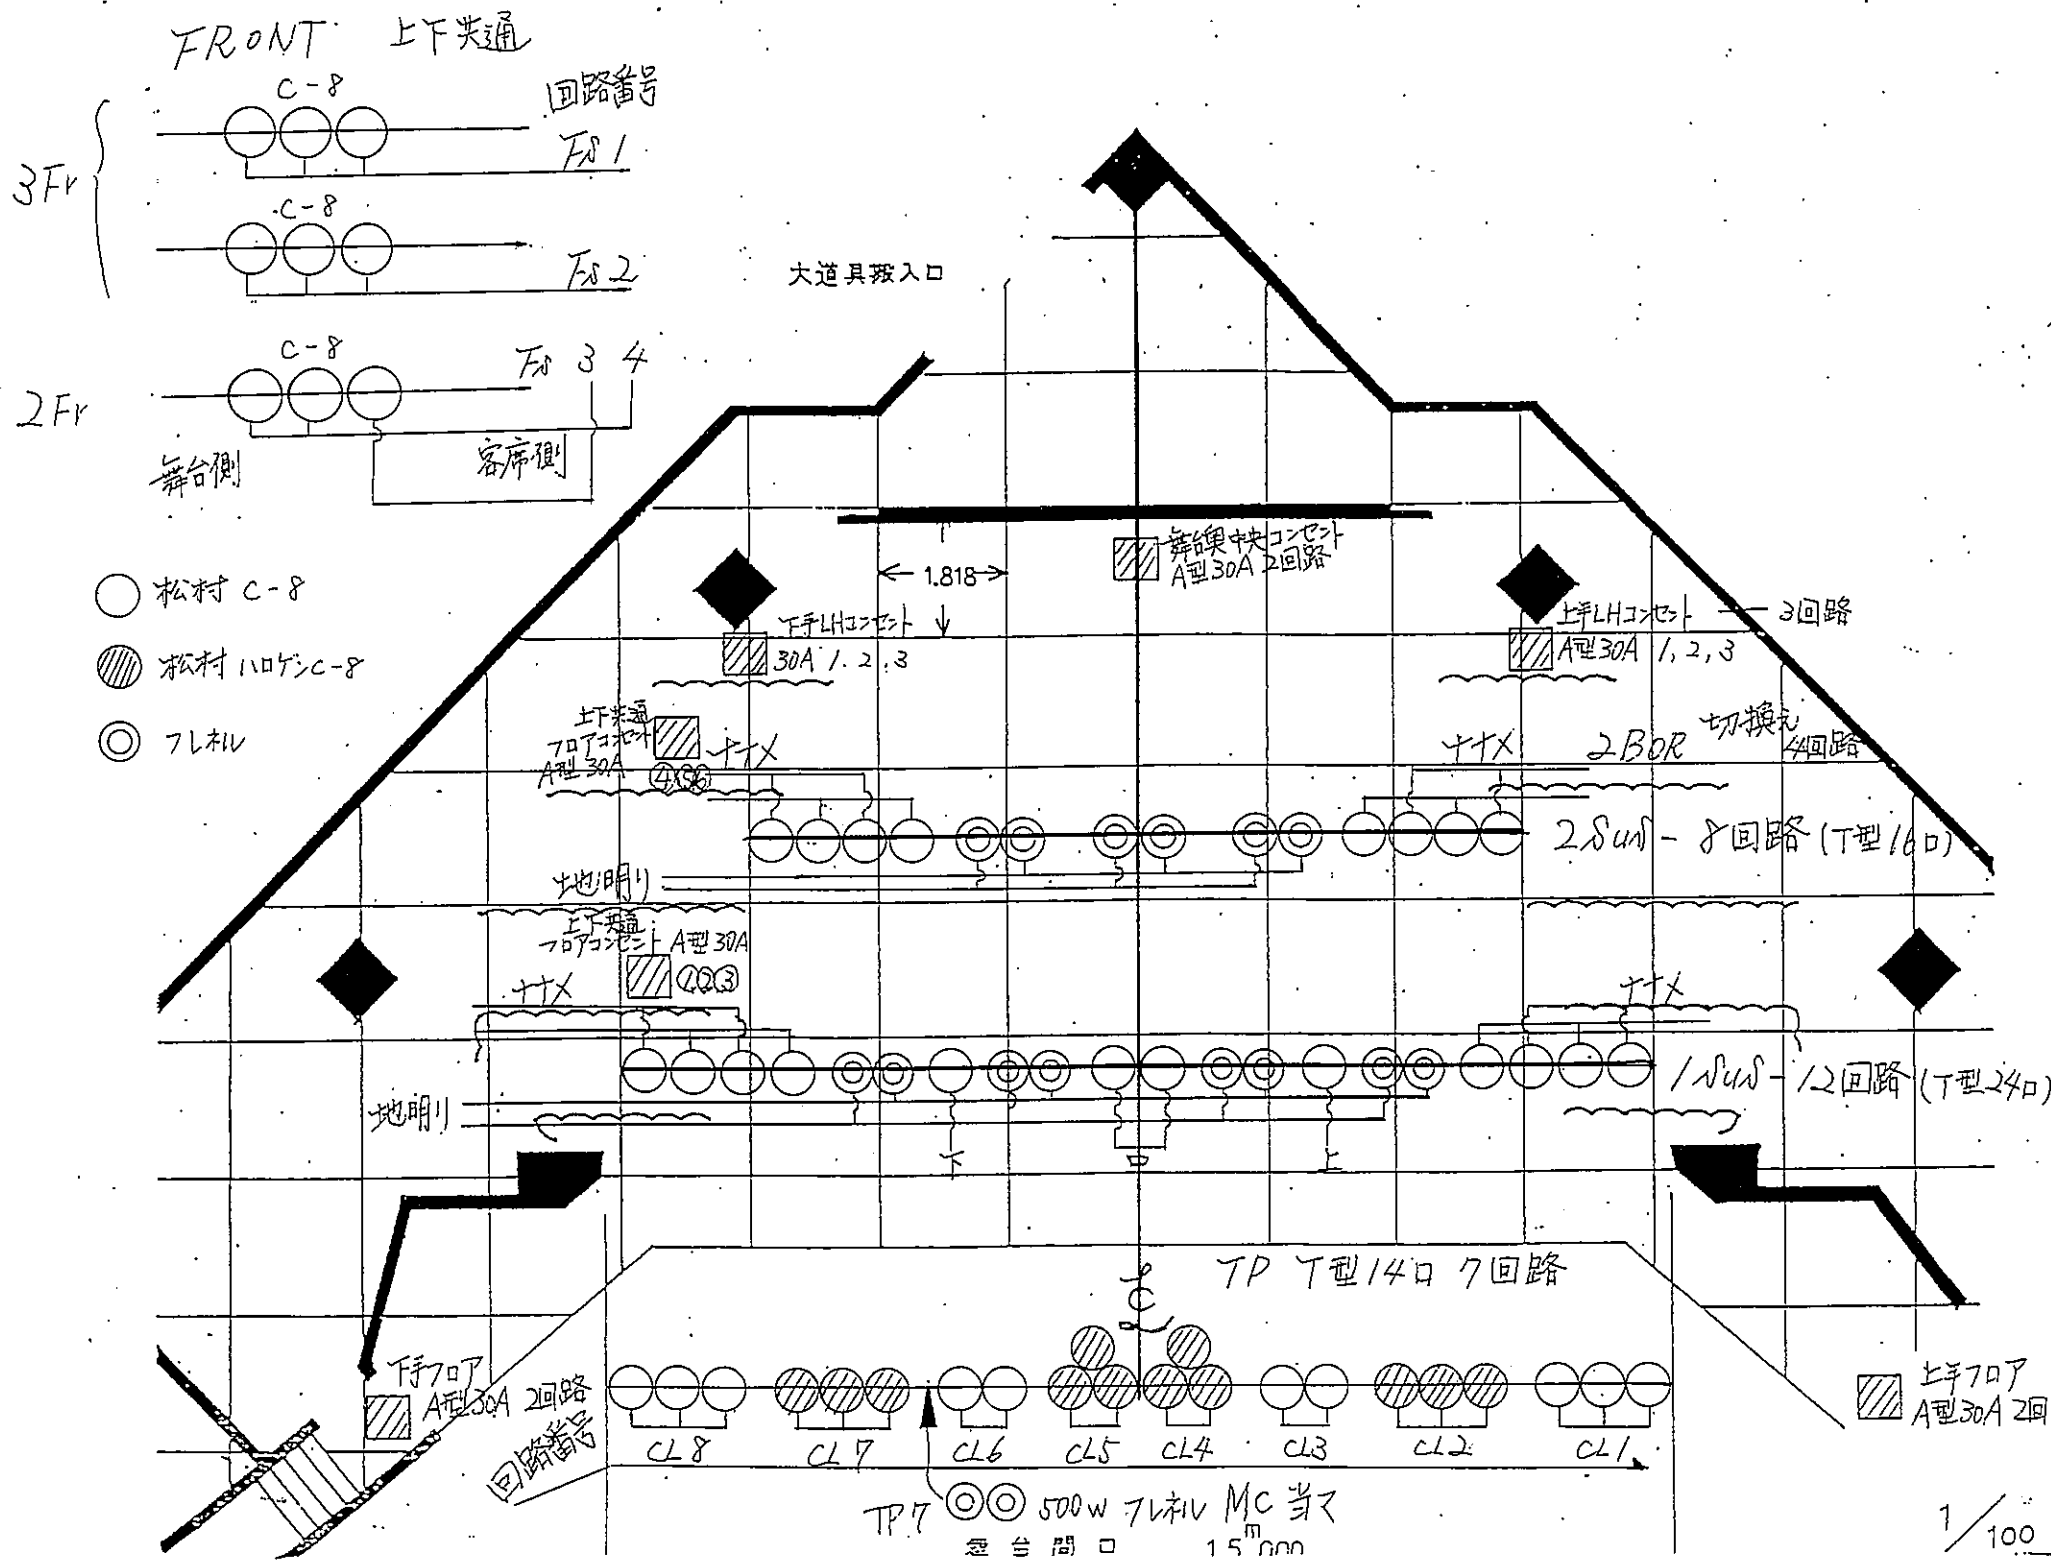 FRONT 上下共通
C-8
回路番号
3Fr
Fs 1
C-8
Fs 2
大道具搬入口
C-8
Fs 3 4
2Fr
舞台側
客席側
舞台奥中央コンセント
A型30A 2回路
1.818
松村 C-8
下手LHコンセント
30A 1.2.3
上手LHコンセント
3回路
A型30A 1,2,3
松村ハロゲンC-8
フレネル
上下共通
フロアコンセント
A型30A
④⑤⑥
ナナメ
ナナメ
2BOR
切換え
4回路
2SuS - 8回路 (T型16口)
地明り
上下共通
フロアコンセント A型30A
①②③
ナナメ
ナナメ
1SuS - 12回路 (T型24口)
地明り
下
上
TP T型14口 7回路
下手フロア
A型30A 2回路
回路番号
上手フロア
A型30A 2回
CL8
CL7
CL6
CL5
CL4
CL3
CL2
CL1
TP7
500w フレネル MC 当て
舞台間口 15m000
1/100